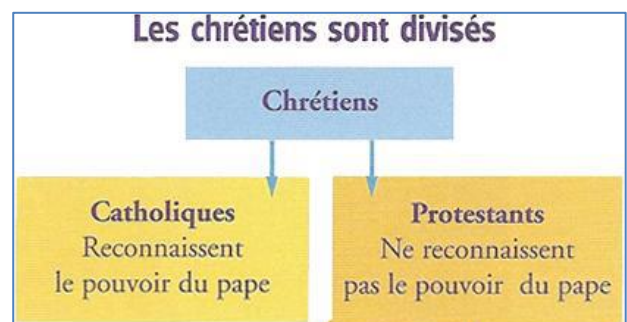 Les chrétiens sont divisés
Chrétiens
Catholiques
Reconnaissent
le pouvoir du pape
Protestants
Ne reconnaissent
pas le pouvoir du pape